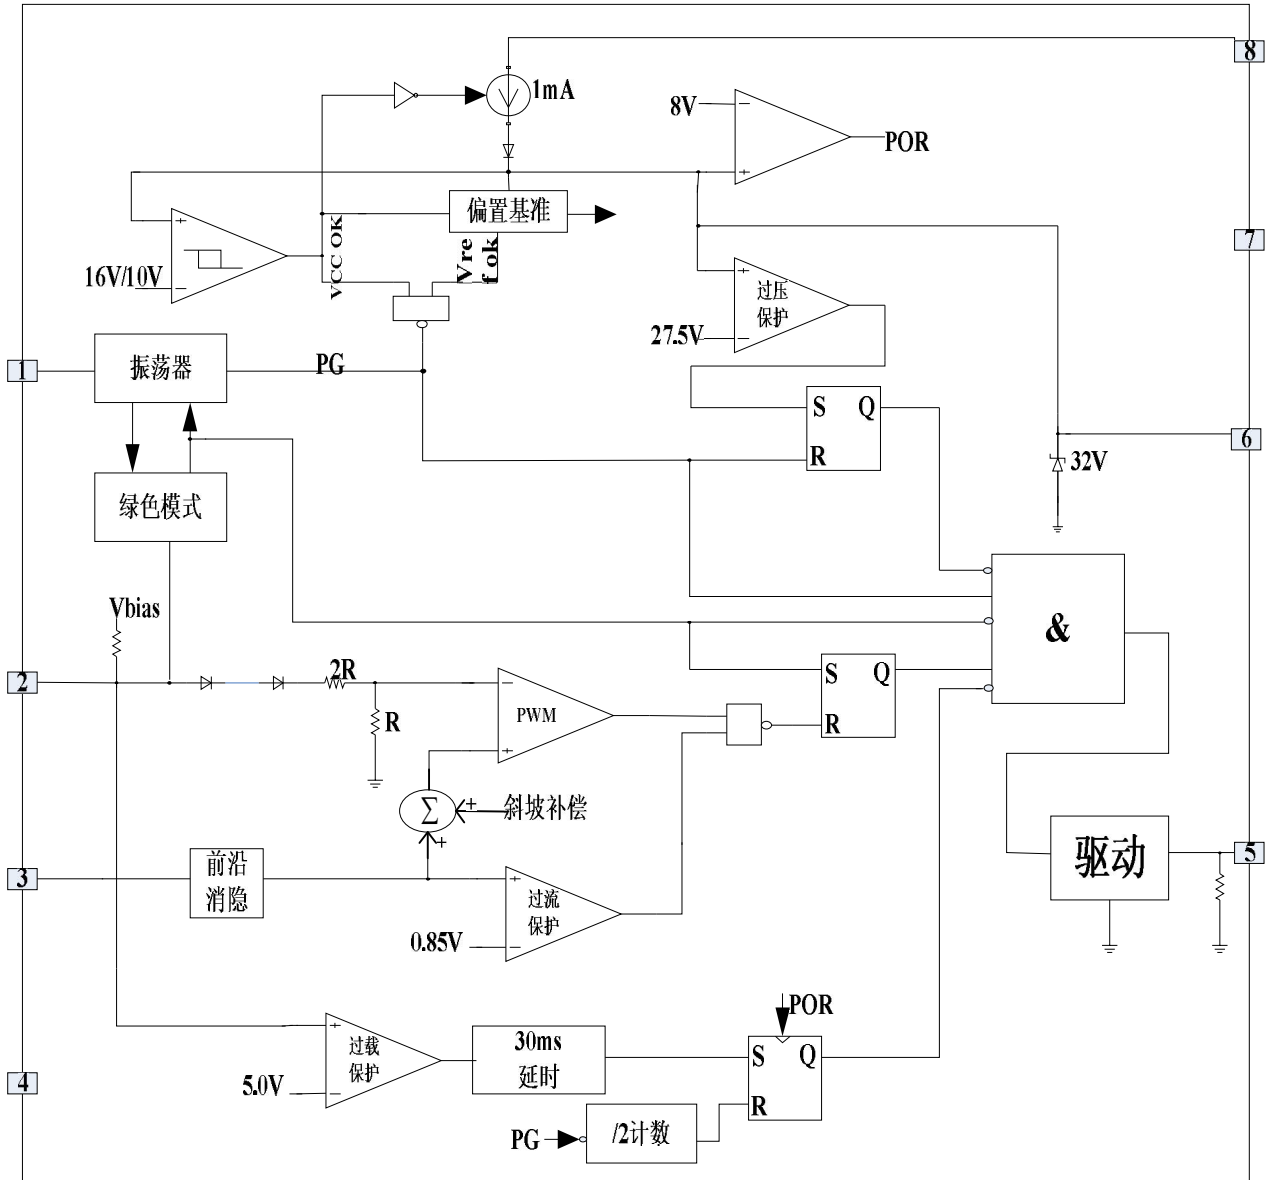 8
1mA
8V
POR
偏置基准
7
16V/10V
VCC OK
Vre
f ok
过压
保护
27.5V
1
振荡器
PG
S Q
R
6
32V
绿色模式
Vbias
&
2
2R
R
PWM
S Q
R
Σ
斜坡补偿
3
前沿
消隐
过流
保护
0.85V
驱动
5
POR
过载
保护
30ms
延时
S Q
R
5.0V
4
PG
/2计数